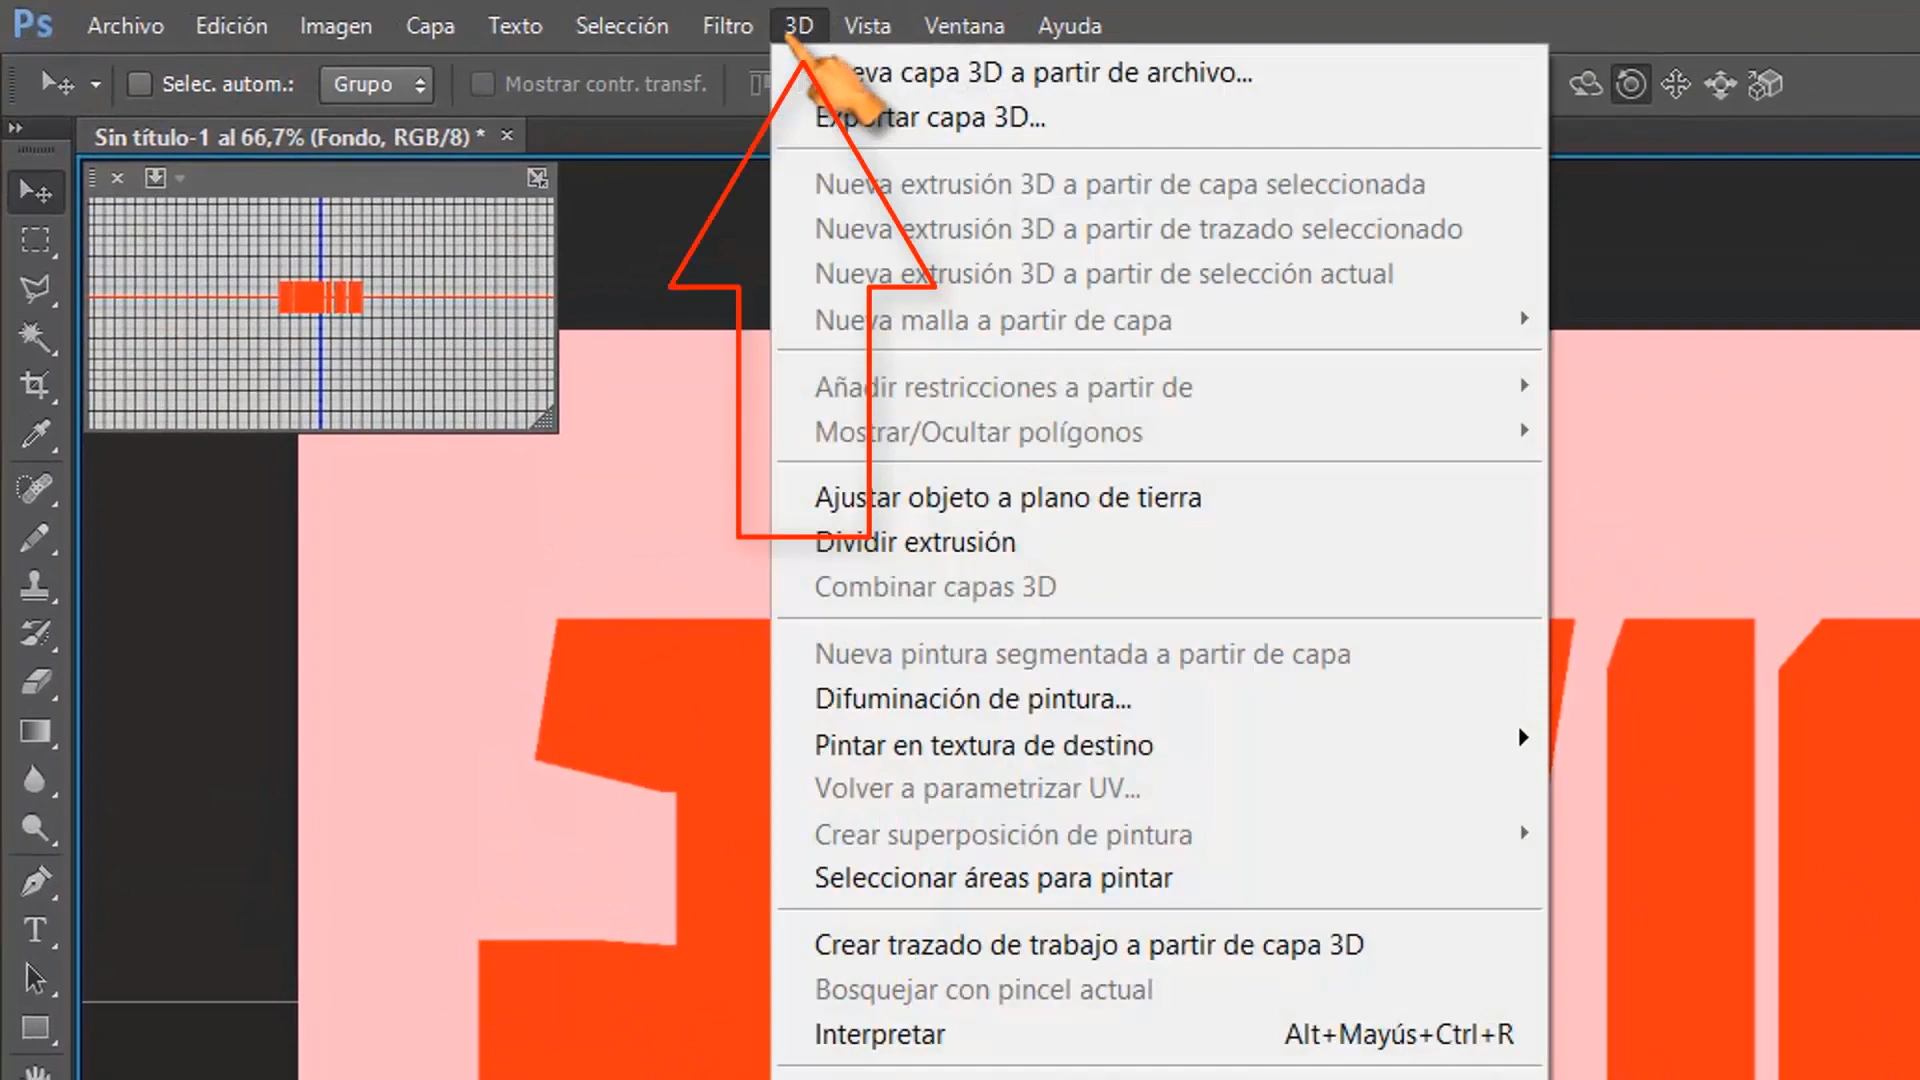 Ps Archivo Edición Imagen Capa Texto Selección Filtro 3D Vista Ventana Ayuda
Selec. autom.: Grupo Mostrar contr. transf.
Sin título-1 al 66,7% (Fondo, RGB/8) *
eva capa 3D a partir de archivo...
Exportar capa 3D...
Nueva extrusión 3D a partir de capa seleccionada
Nueva extrusión 3D a partir de trazado seleccionado
Nueva extrusión 3D a partir de selección actual
Nueva malla a partir de capa
Añadir restricciones a partir de
Mostrar/Ocultar polígonos
Ajustar objeto a plano de tierra
Dividir extrusión
Combinar capas 3D
Nueva pintura segmentada a partir de capa
Difuminación de pintura...
Pintar en textura de destino
Volver a parametrizar UV...
Crear superposición de pintura
Seleccionar áreas para pintar
Crear trazado de trabajo a partir de capa 3D
Bosquejar con pincel actual
Interpretar Alt+Mayús+Ctrl+R